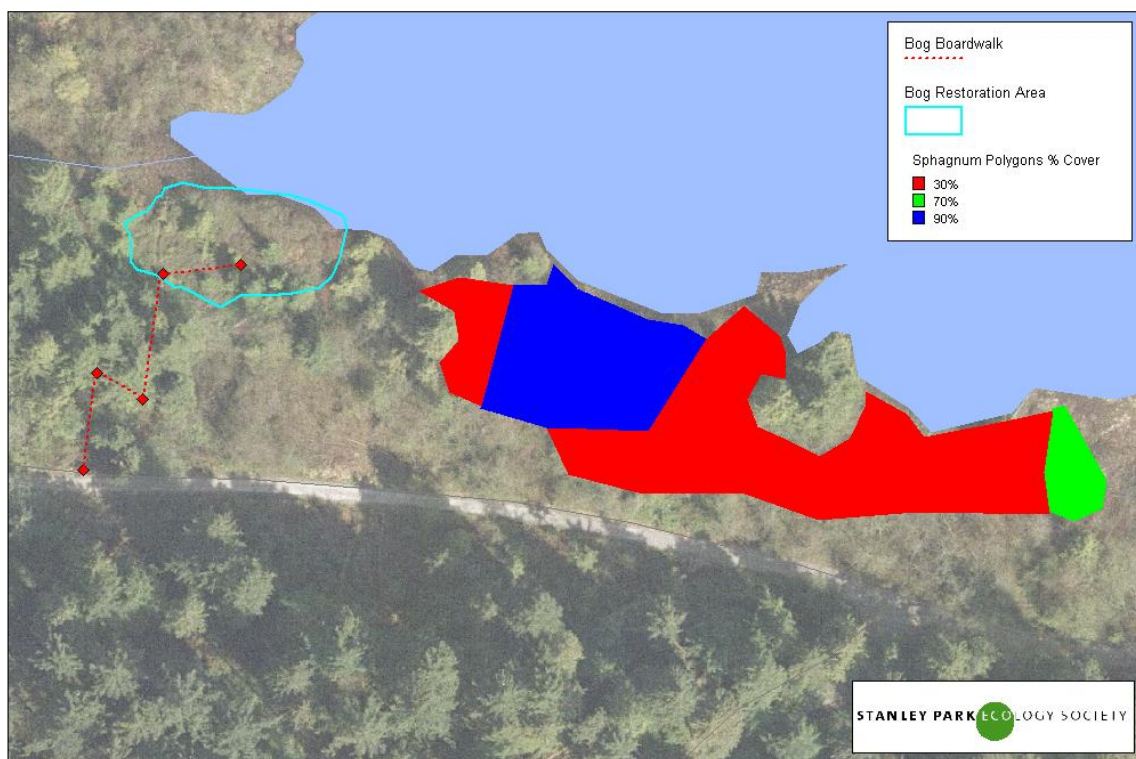 Bog Boardwalk
Bog Restoration Area
Sphagnum Polygons % Cover
30%
70%
90%
STANLEY PARK ECOLOGY SOCIETY